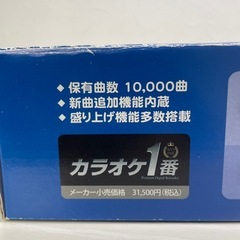 ◆ 保有曲数 10,000曲
◆ 新曲追加機能内蔵
◆ 盛り上げ機能多数搭載
カラオケ1番
メーカー小売価格 31,500円(税込)